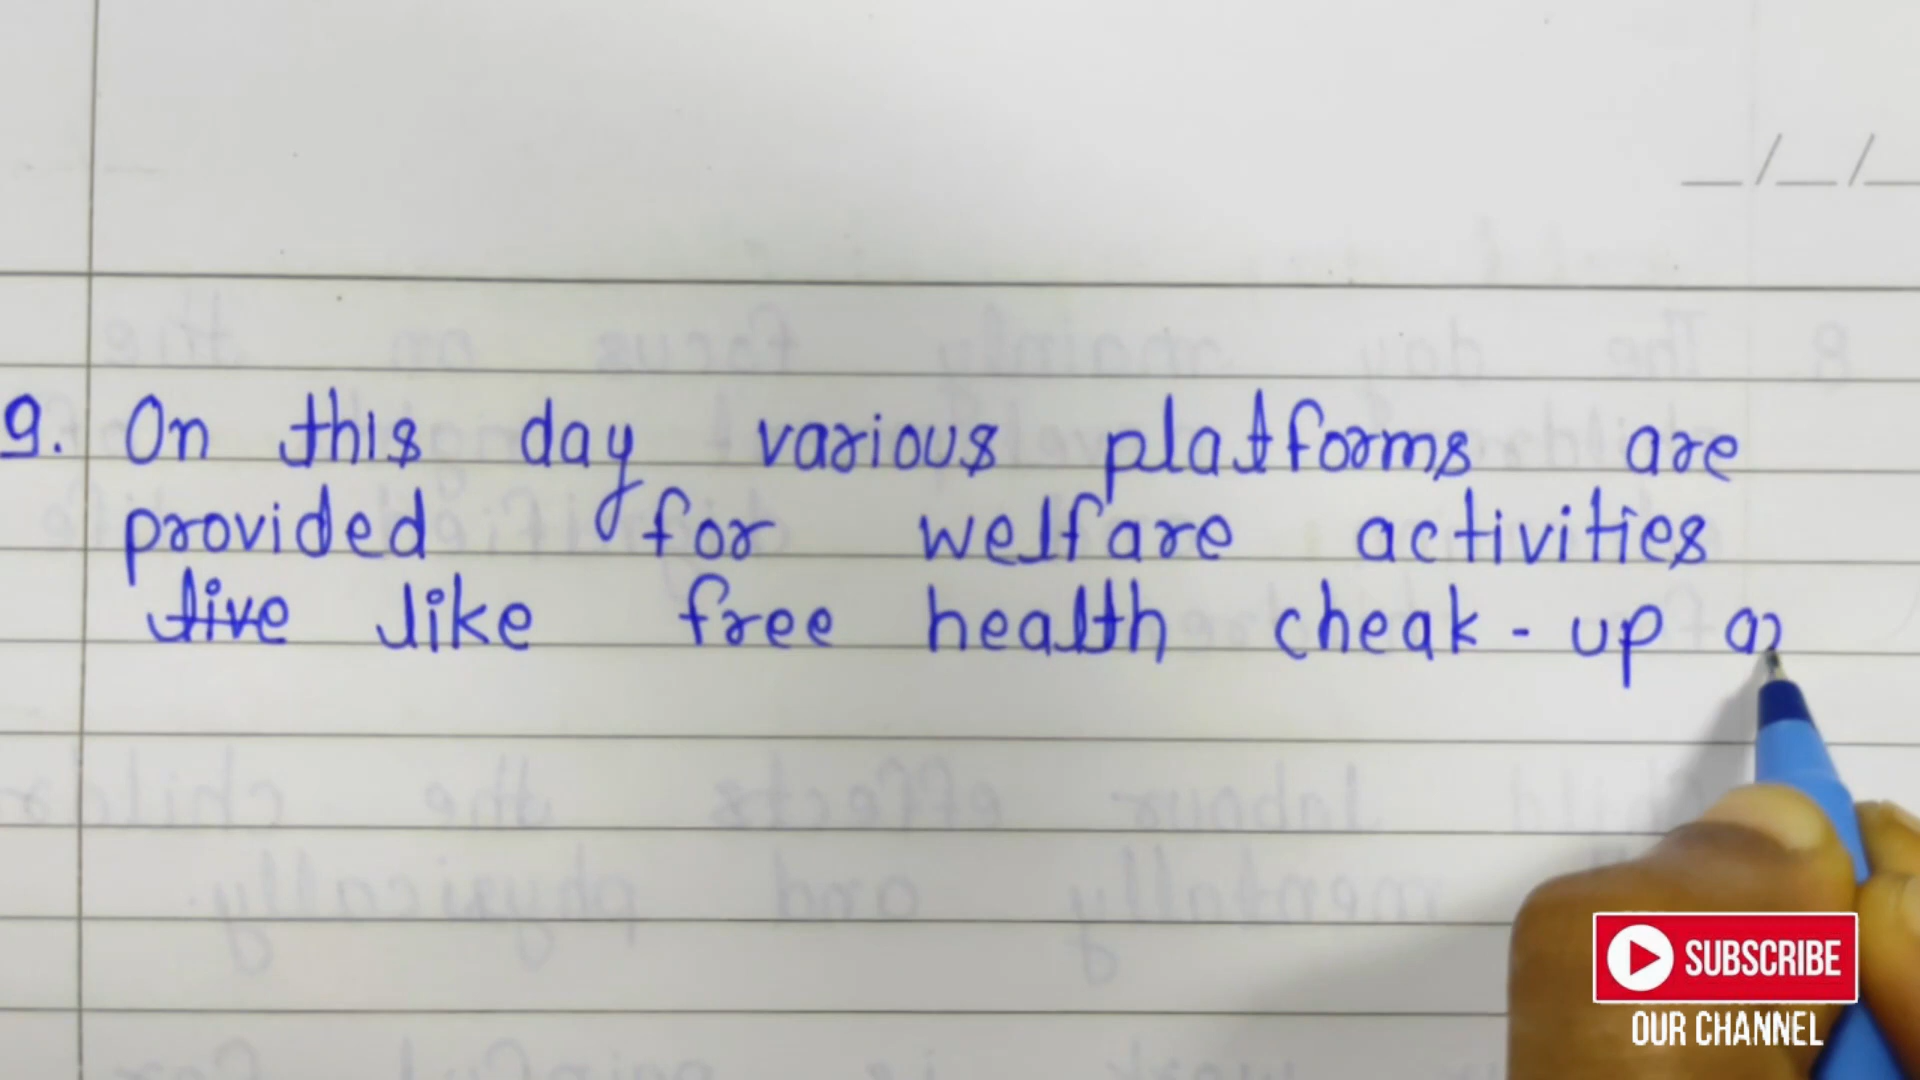 _/_/_
9. On this day various platforms are
provided for welfare activities
live like free health cheak-up
SUBSCRIBE
OUR CHANNEL